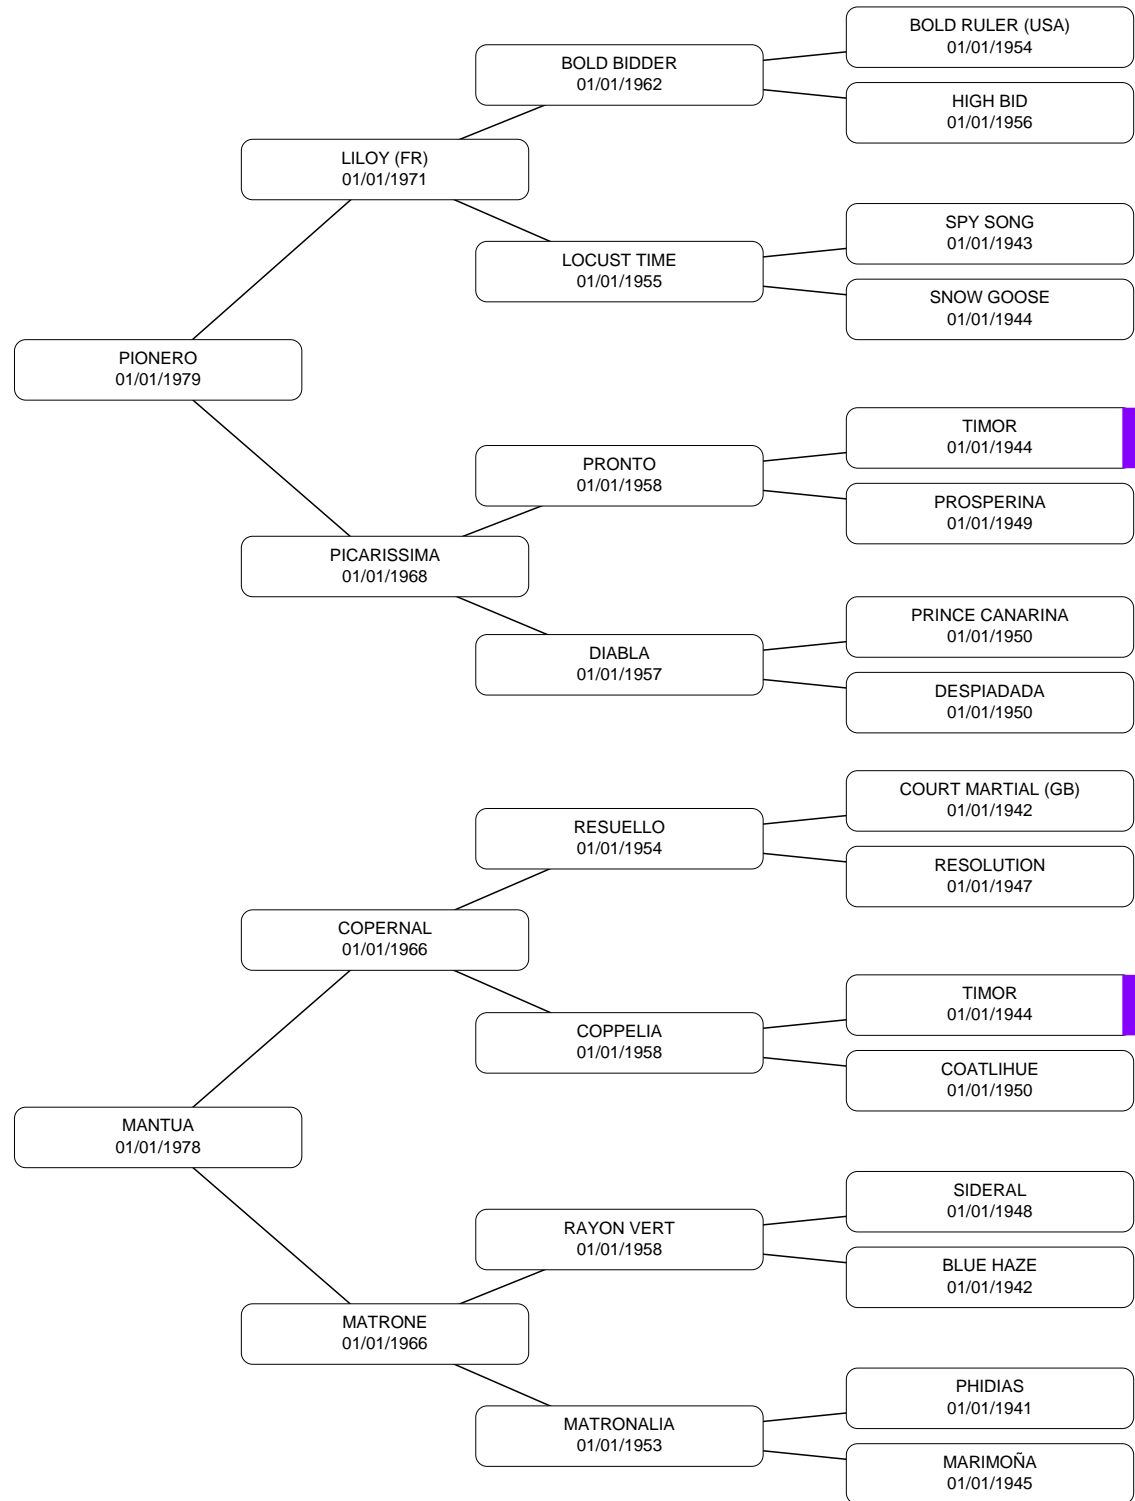 BOLD RULER (USA)
01/01/1954
BOLD BIDDER
01/01/1962
HIGH BID
01/01/1956
LILOY (FR)
01/01/1971
SPY SONG
01/01/1943
LOCUST TIME
01/01/1955
SNOW GOOSE
01/01/1944
PIONERO
01/01/1979
TIMOR
01/01/1944
PRONTO
01/01/1958
PROSPERINA
01/01/1949
PICARISSIMA
01/01/1968
PRINCE CANARINA
01/01/1950
DIABLA
01/01/1957
DESPIADADA
01/01/1950
COURT MARTIAL (GB)
01/01/1942
RESUELLO
01/01/1954
RESOLUTION
01/01/1947
COPERNAL
01/01/1966
TIMOR
01/01/1944
COPPELIA
01/01/1958
COATLIHUE
01/01/1950
MANTUA
01/01/1978
SIDERAL
01/01/1948
RAYON VERT
01/01/1958
BLUE HAZE
01/01/1942
MATRONE
01/01/1966
PHIDIAS
01/01/1941
MATRONALIA
01/01/1953
MARIMOÑA
01/01/1945